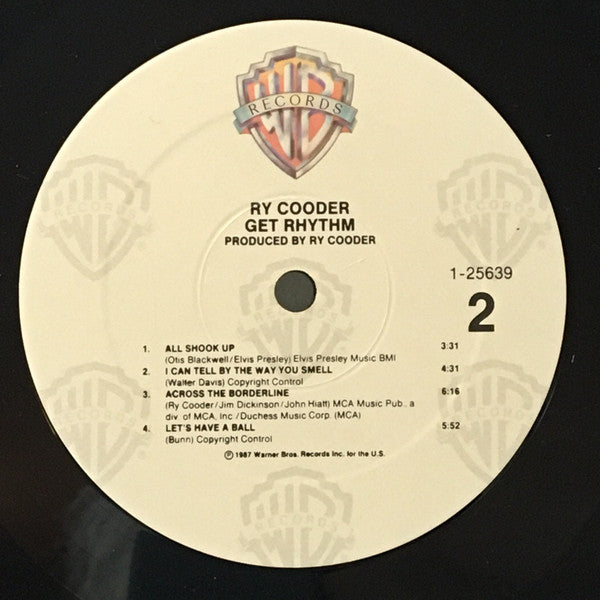 RECORDS
RY COODER
GET RHYTHM
PRODUCED BY RY COODER
1-25639
2
1. ALL SHOOK UP 3:31
(Otis Blackwell/Elvis Presley) Elvis Presley Music BMI
2. I CAN TELL BY THE WAY YOU SMELL 4:31
(Walter Davis) Copyright Control
3. ACROSS THE BORDERLINE 6:16
(Ry Cooder/Jim Dickinson/John Hiatt) MCA Music Pub., a
div. of MCA, Inc./Duchess Music Corp. (MCA)
4. LET'S HAVE A BALL 5:52
(Bunn) Copyright Control
℗ 1987 Warner Bros. Records Inc. for the U.S.
RECORDS
RECORDS
RECORDS
RECORDS